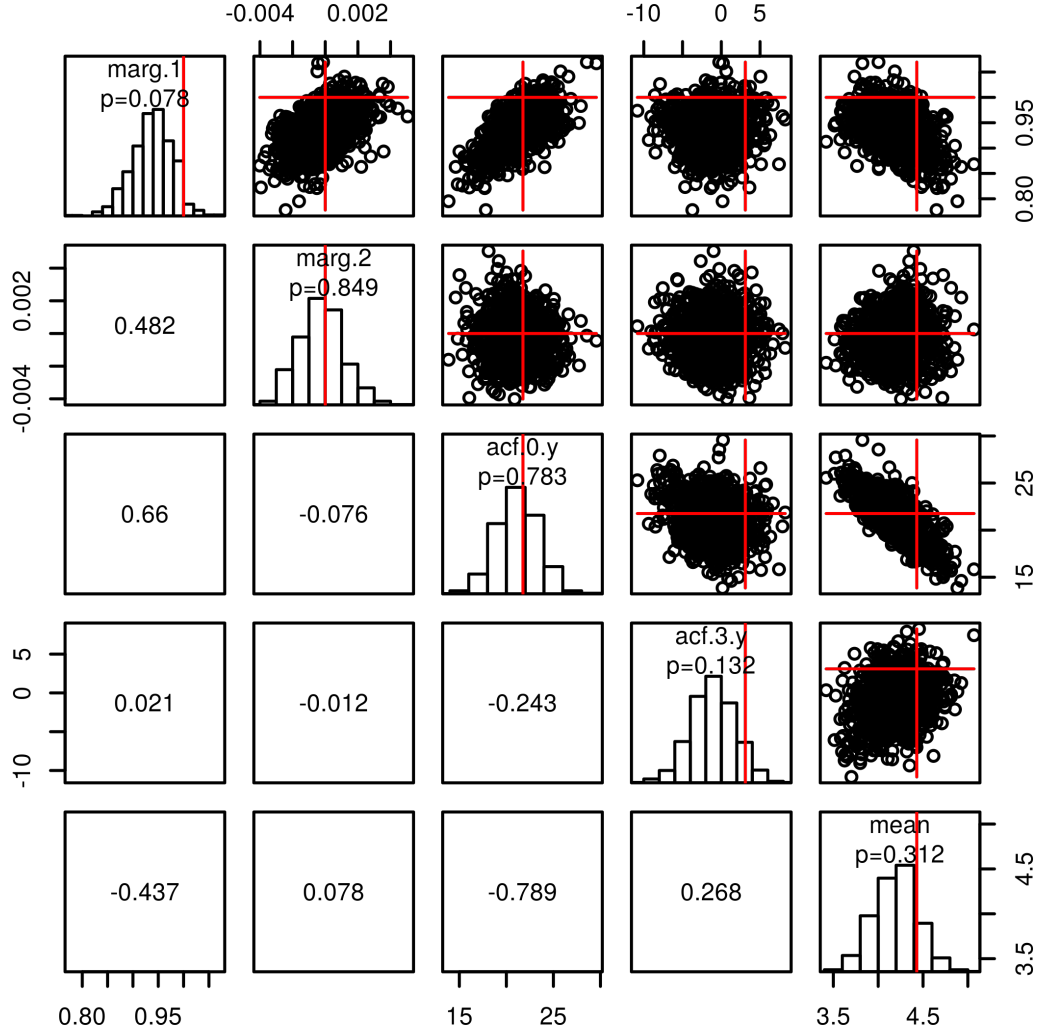 -0.004 0.002 -10 0 5
marg.1
p=0.078
0.95
0.80
marg.2
p=0.849
0.002
-0.004
0.482
acf.0.y
p=0.783
25
15
0.66 -0.076
acf.3.y
p=0.132
5
0
-10
0.021 -0.012 -0.243
mean
p=0.312
4.5
3.5
-0.437 0.078 -0.789 0.268
0.80 0.95 15 25 3.5 4.5